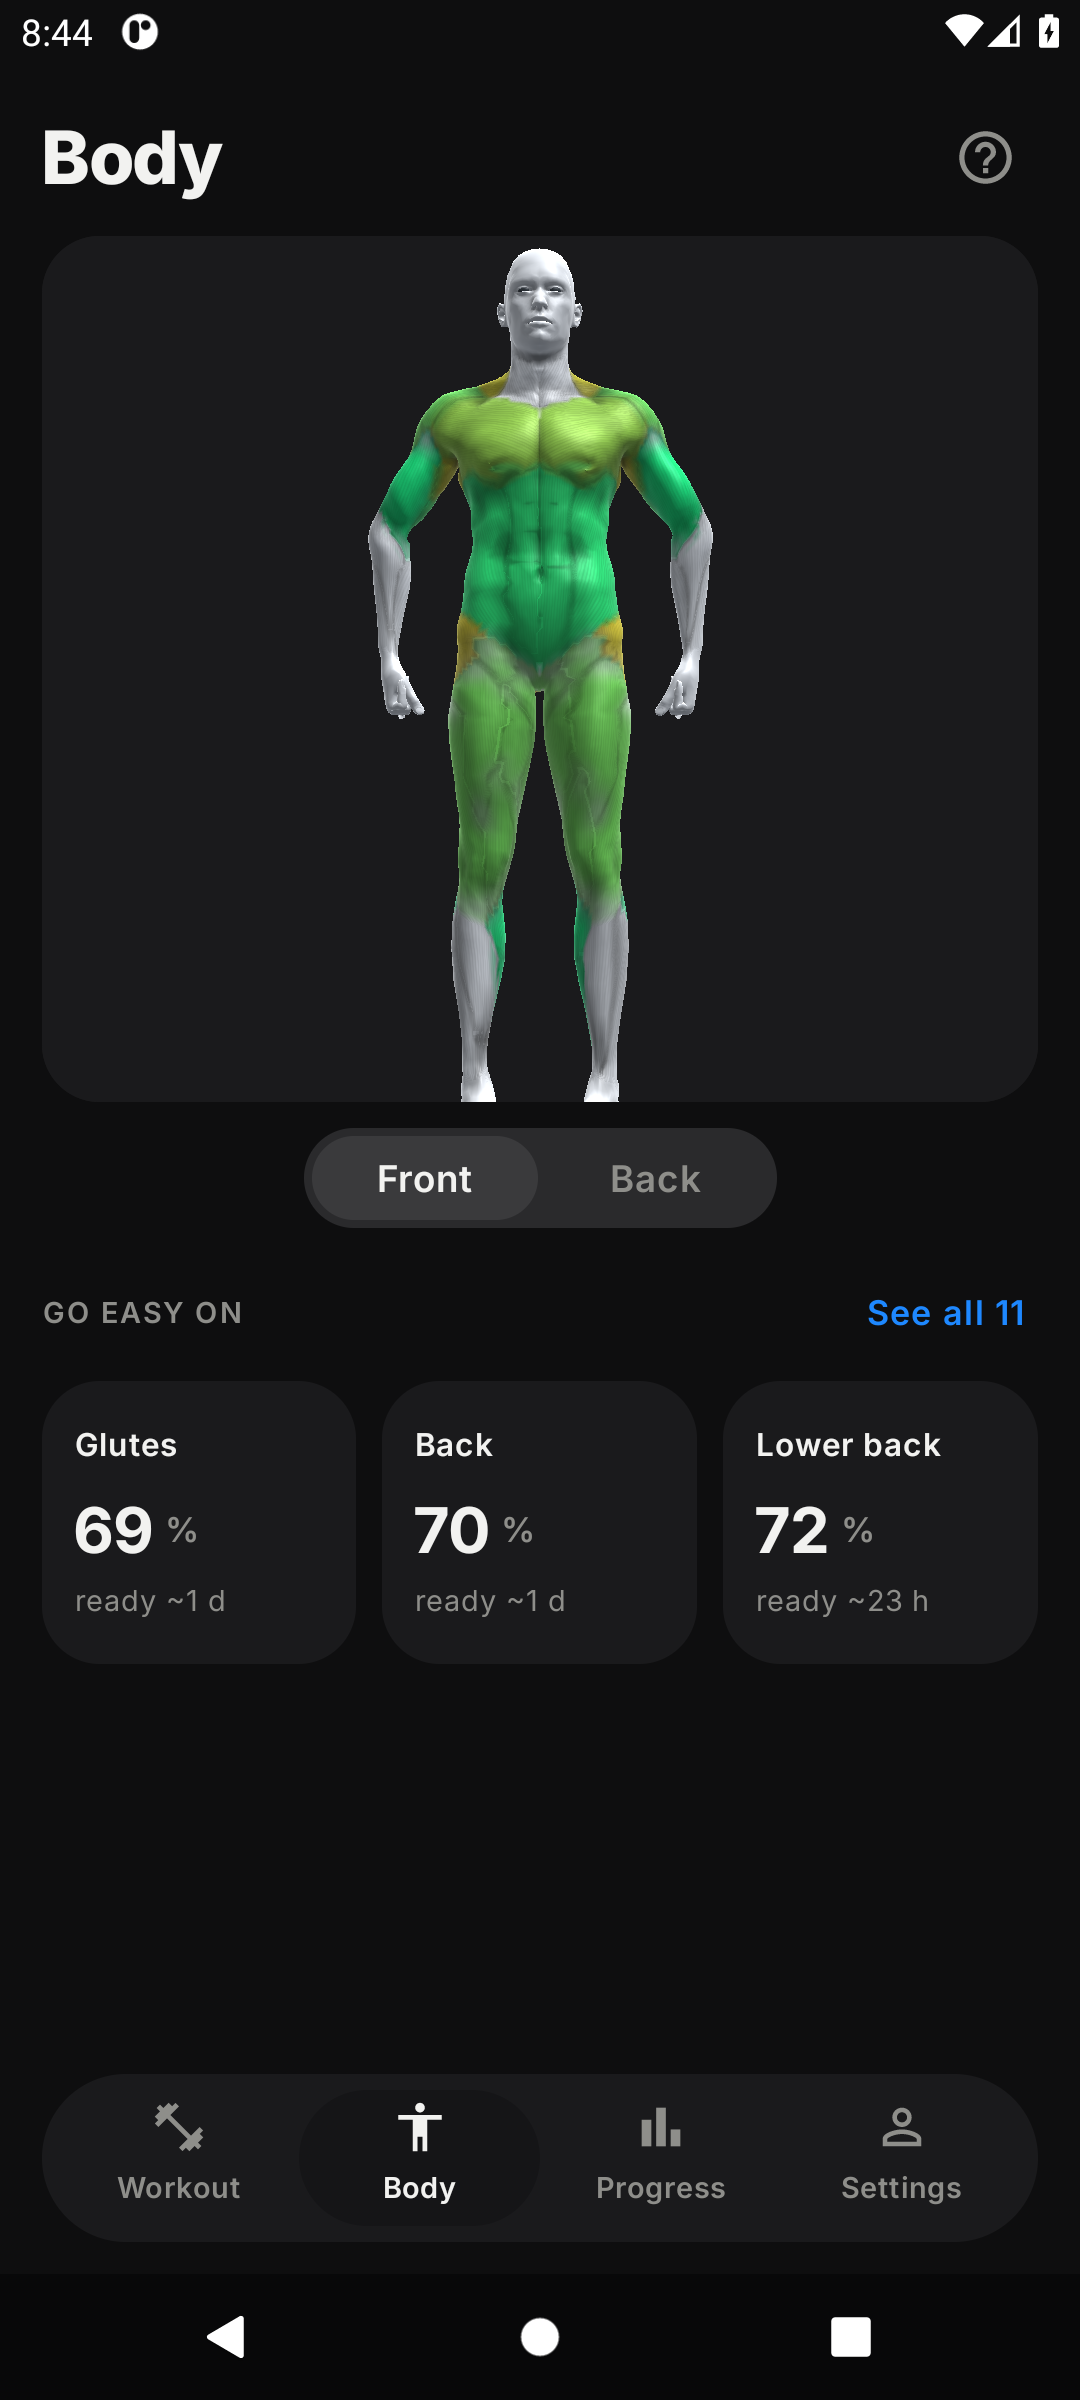 8:44
Body
Front
Back
GO EASY ON
See all 11
Glutes
69 %
ready ~1 d
Back
70 %
ready ~1 d
Lower back
72 %
ready ~23 h
Workout
Body
Progress
Settings